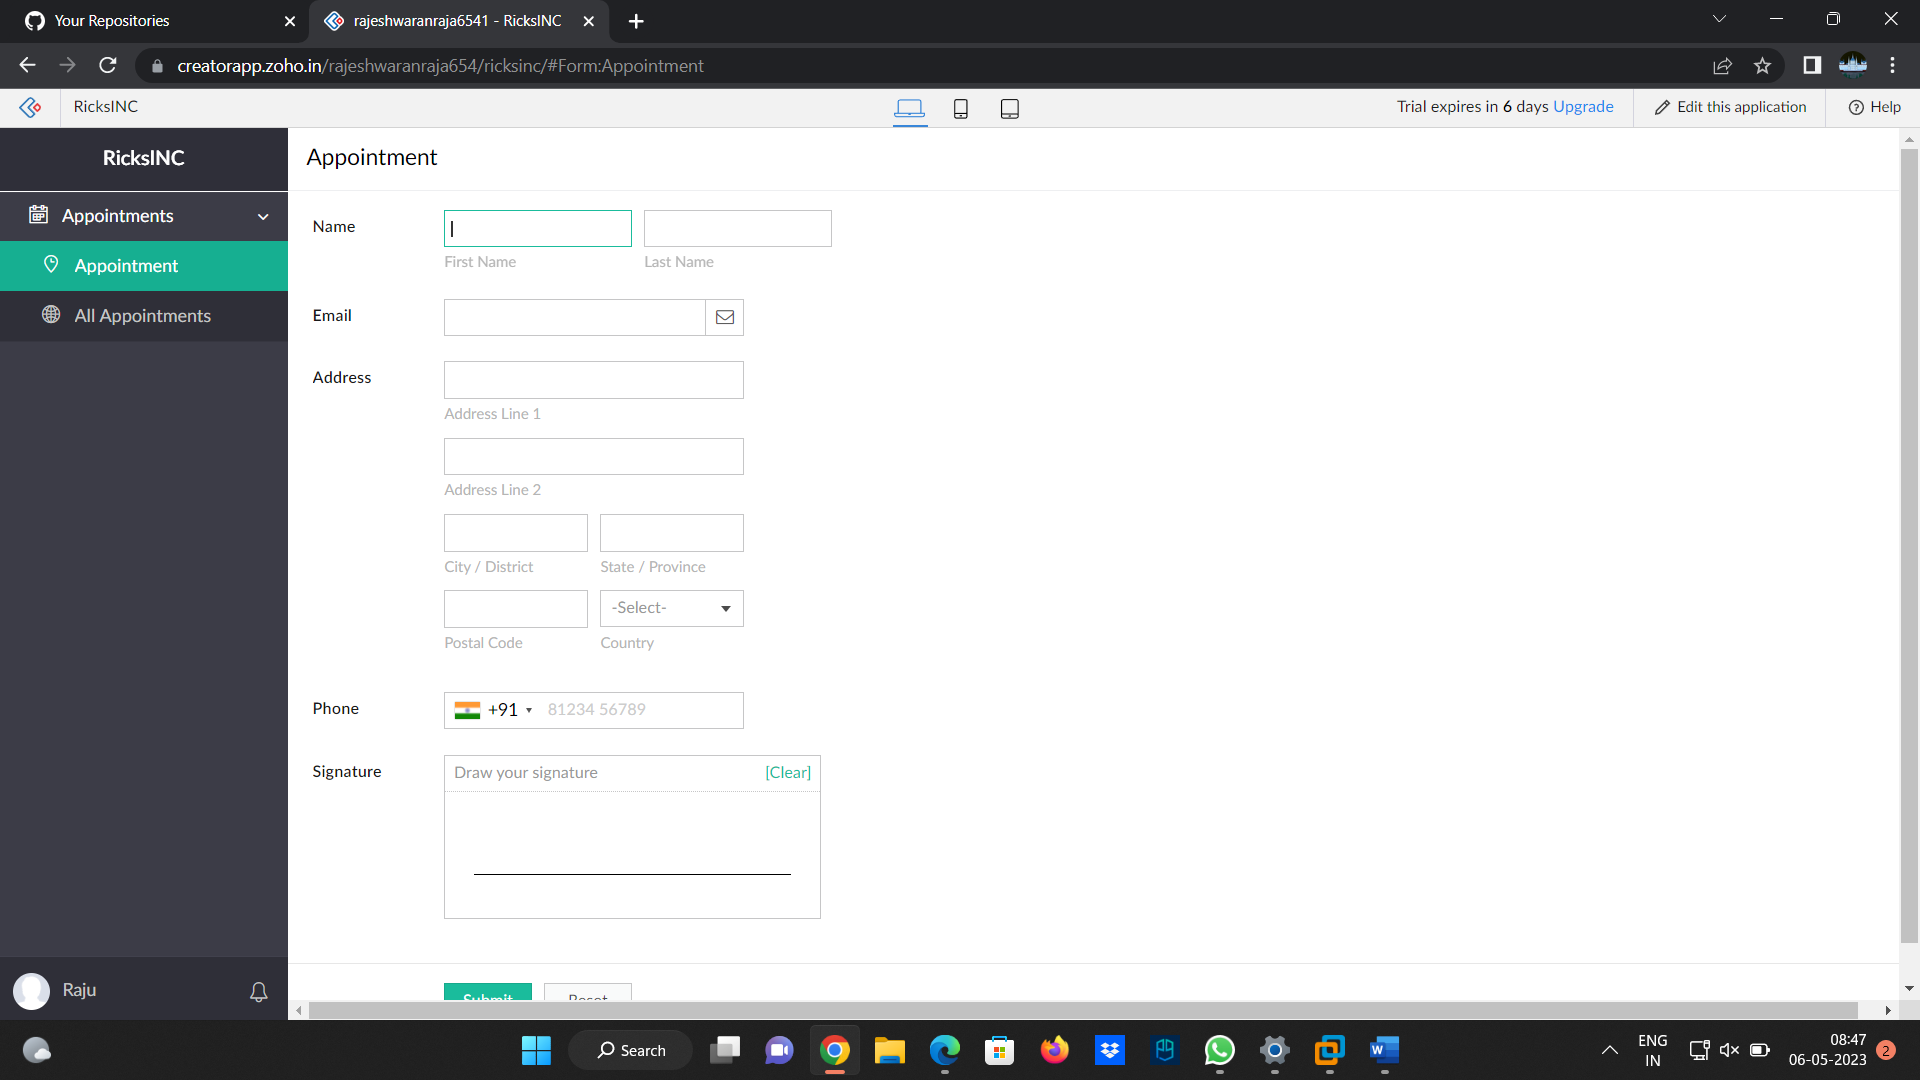 Your Repositories
rajeshwaranraja6541 - RicksINC
creatorapp.zoho.in/rajeshwaranraja654/ricksinc/#Form:Appointment
RicksINC
Trial expires in 6 days Upgrade
Edit this application
Help
RicksINC
Appointments
Appointment
All Appointments
Raju
Appointment
Name
First Name
Last Name
Email
Address
Address Line 1
Address Line 2
City / District
State / Province
-Select-
Postal Code
Country
Phone
+91
81234 56789
Signature
Draw your signature
[Clear]
Submit
Reset
Search
ENG
IN
08:47
06-05-2023
2